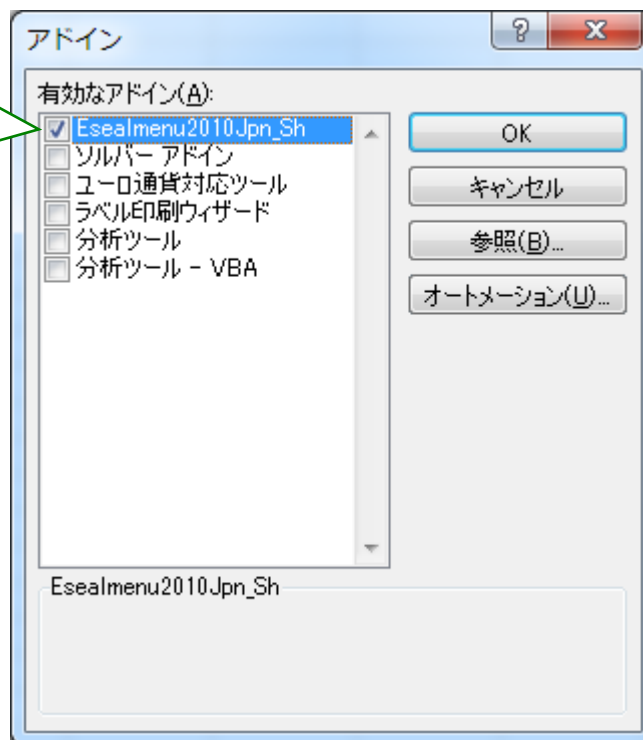 アドイン
有効なアドイン(A):
Esealmenu2010Jpn_Sh
ソルバー アドイン
ユーロ通貨対応ツール
ラベル印刷ウィザード
分析ツール
分析ツール - VBA
OK
キャンセル
参照(B)...
オートメーション(U)...
Esealmenu2010Jpn_Sh